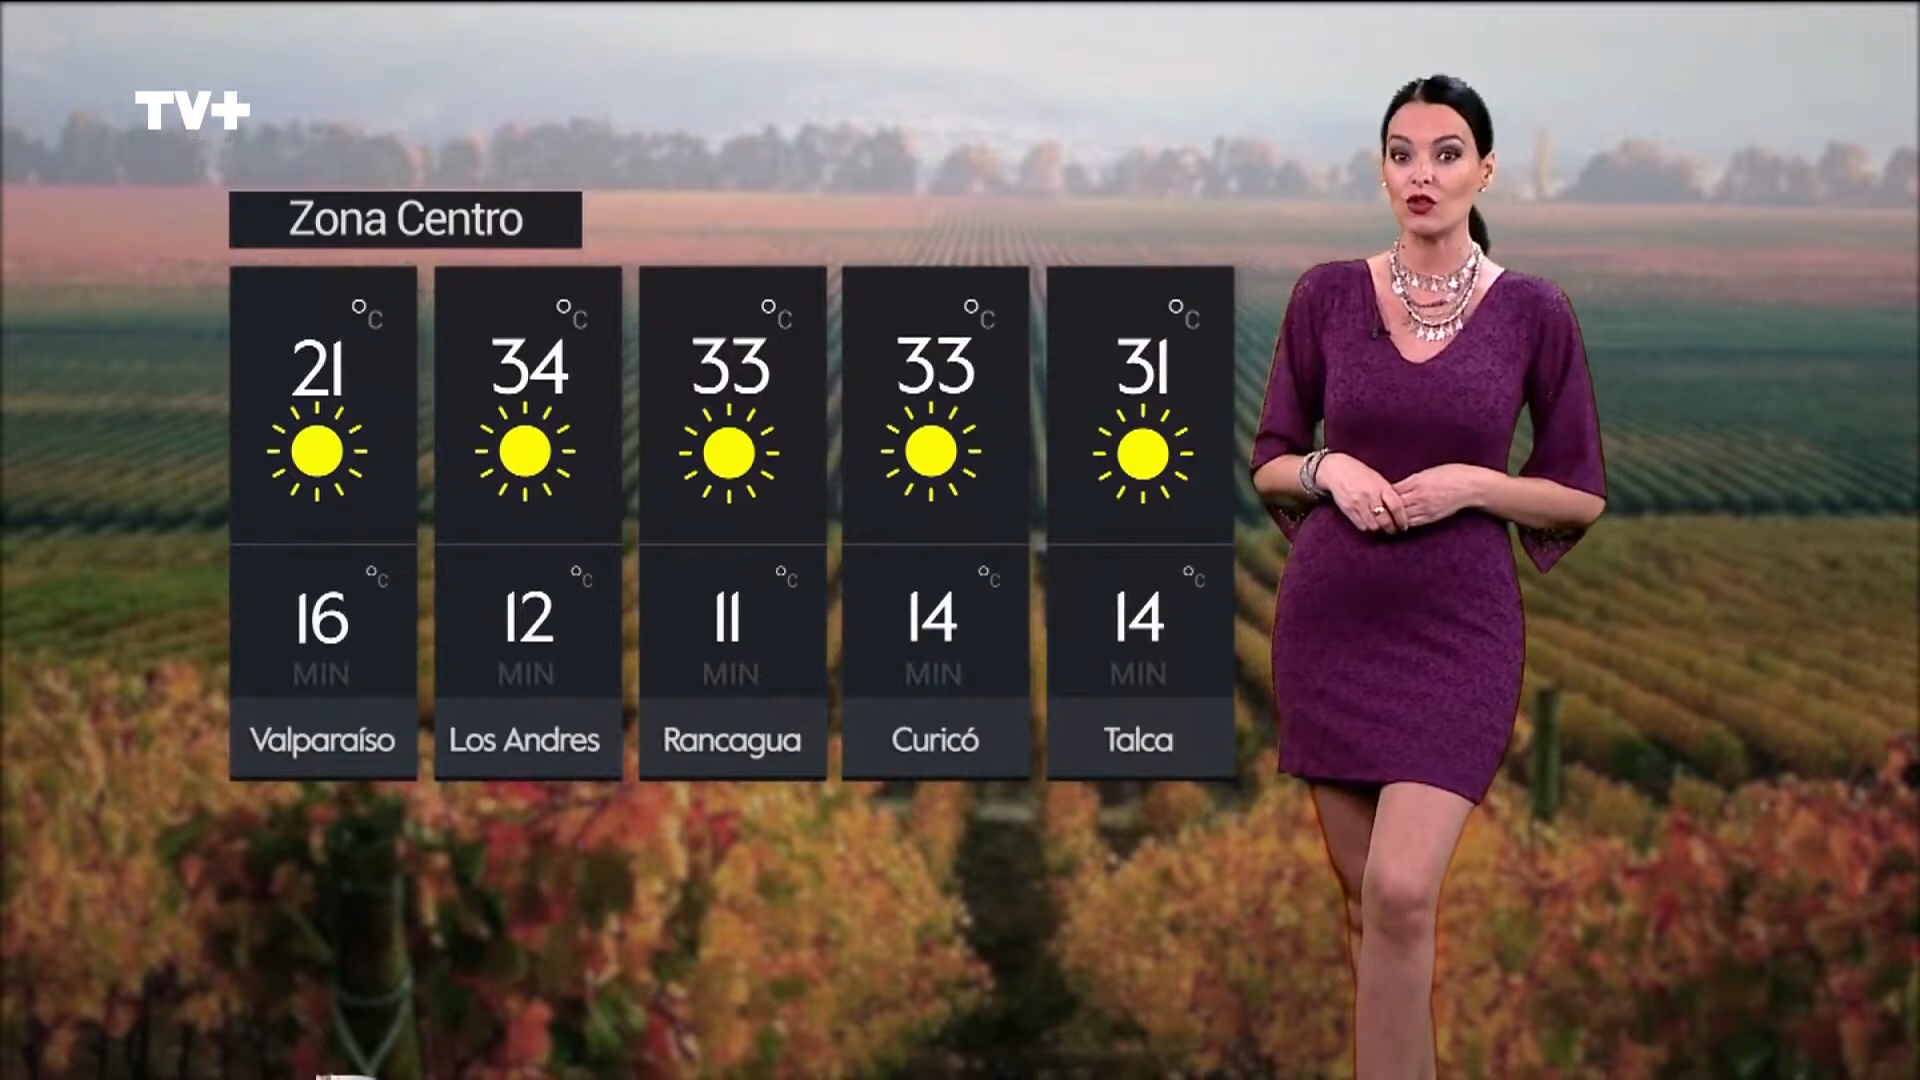 TV+
Zona Centro
°C °C °C °C °C
21 34 33 33 31
°C °C °C °C °C
16 12 11 14 14
MIN MIN MIN MIN MIN
Valparaíso Los Andres Rancagua Curicó Talca